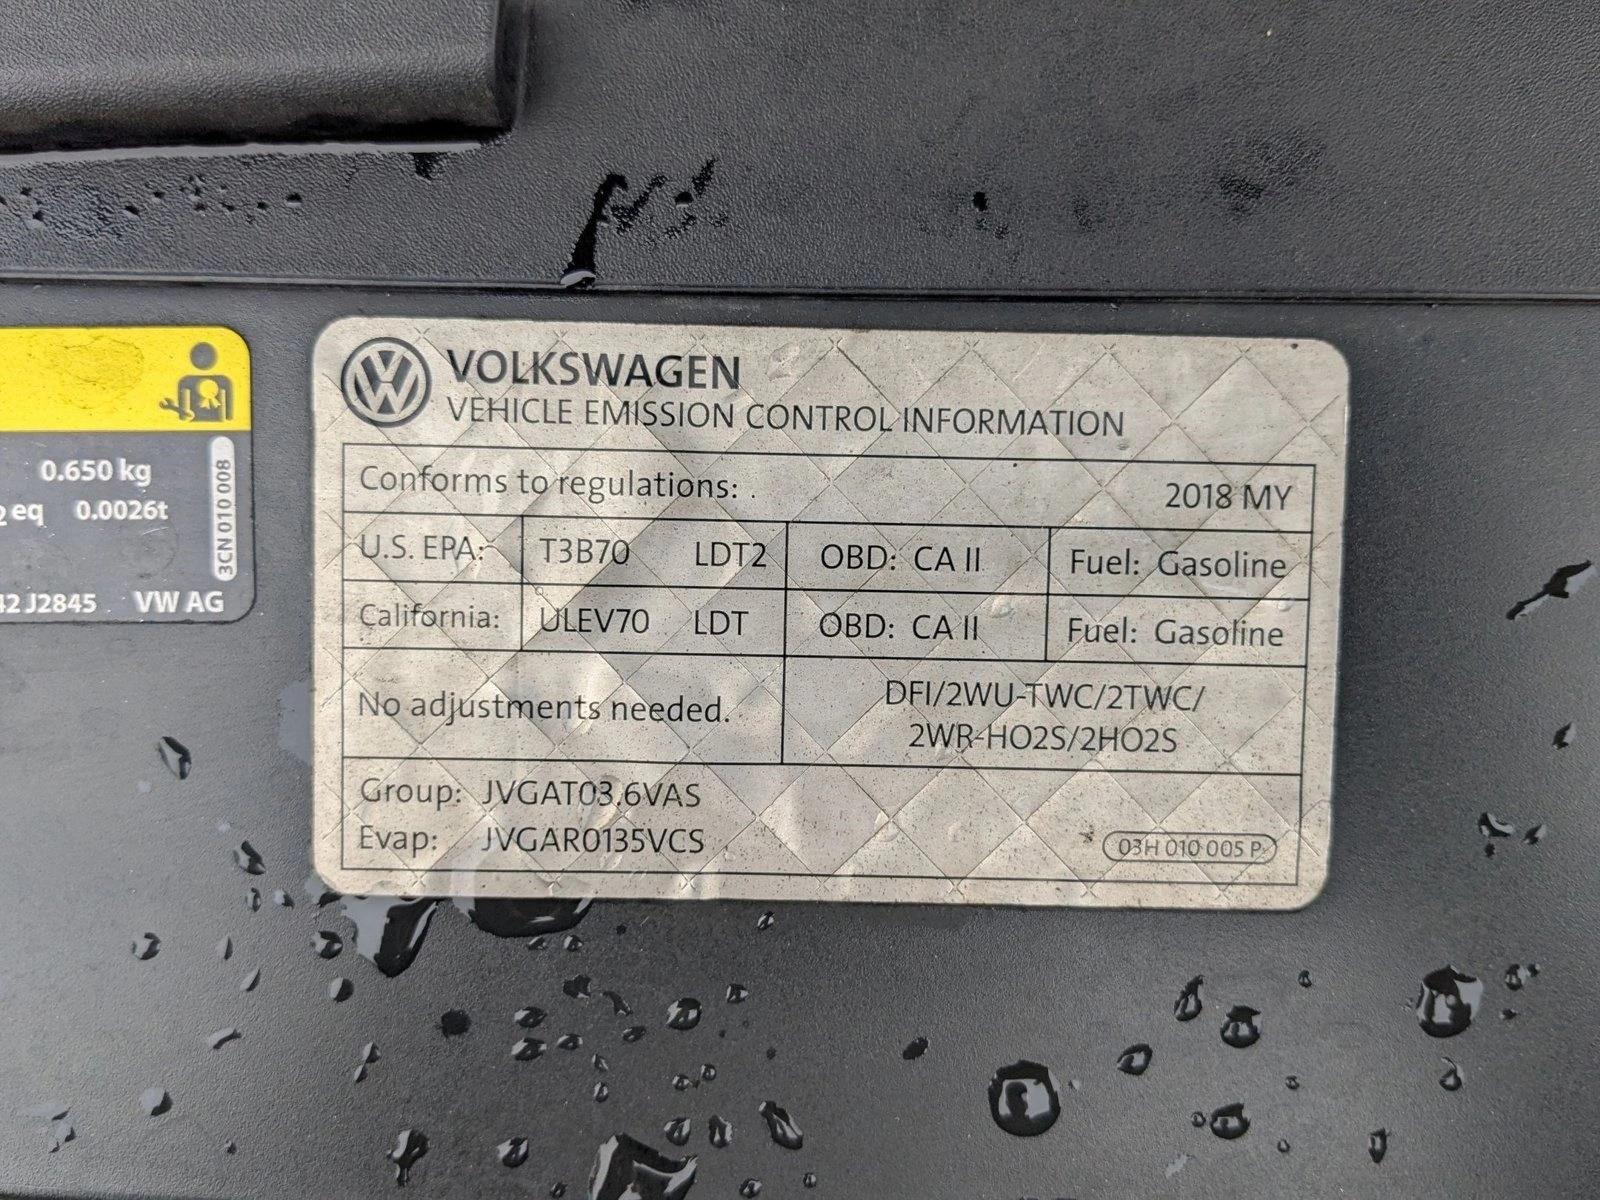 0.650 kg
2 eq 0.0026t
3CN 010 008
J2845 VW AG
VOLKSWAGEN
VEHICLE EMISSION CONTROL INFORMATION
Conforms to regulations: . 2018 MY
U.S. EPA: T3B70 LDT2 OBD: CA II Fuel: Gasoline
California: ULEV70 LDT OBD: CA II Fuel: Gasoline
No adjustments needed.
DFI/2WU-TWC/2TWC/
2WR-HO2S/2HO2S
Group: JVGAT03.6VAS
Evap: JVGAR0135VCS
03H 010 005 P